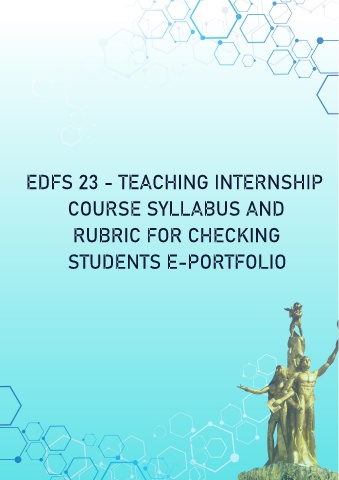 EDFS 23 - TEACHING INTERNSHIP
COURSE SYLLABUS AND
RUBRIC FOR CHECKING
STUDENTS E-PORTFOLIO